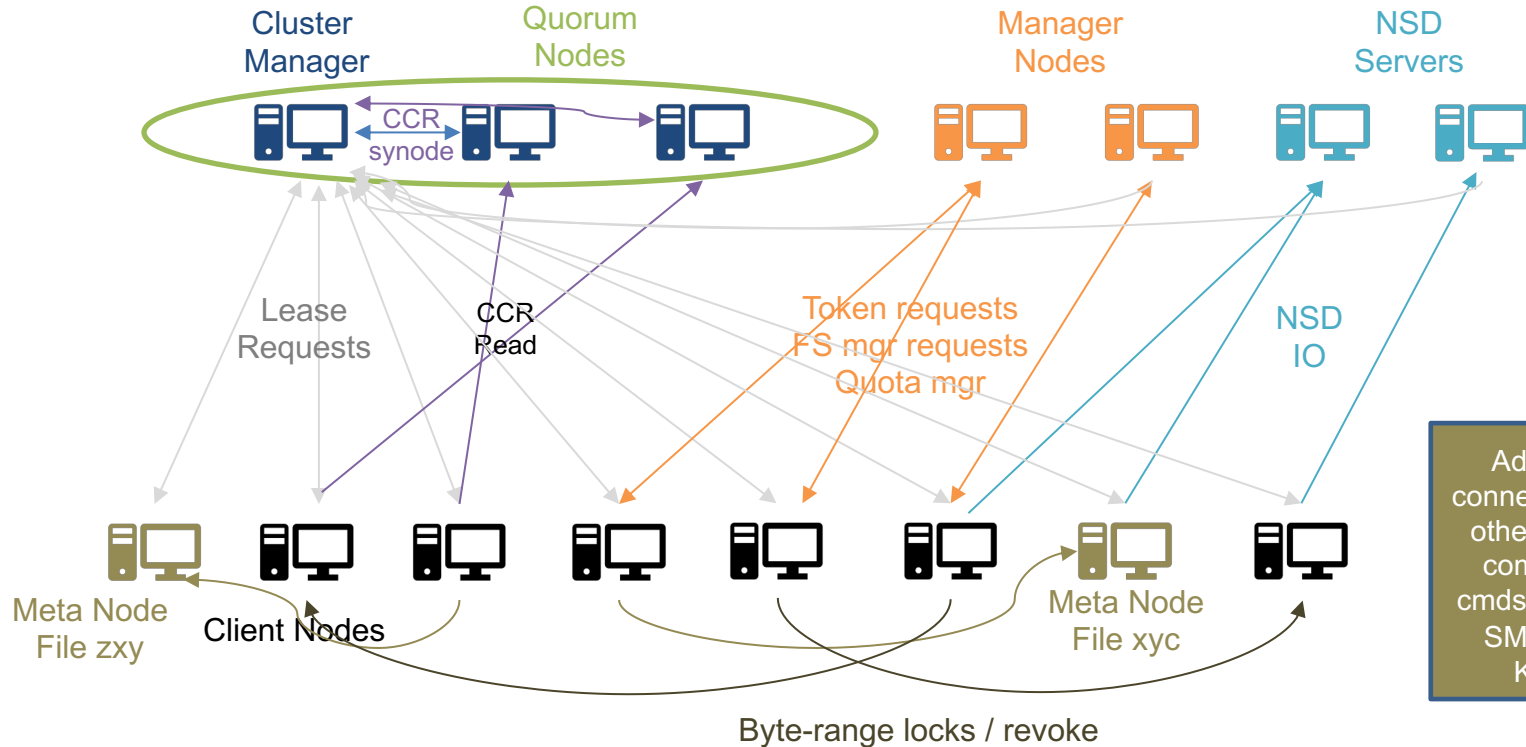 Cluster
Manager
Quorum
Nodes
Manager
Nodes
NSD
Servers
CCR
synode
Lease
Requests
CCR
Read
Token requests
FS mgr requests
Quota mgr
NSD
IO
Meta Node
File zxy
Client Nodes
Meta Node
File xyc
Byte-range locks / revoke